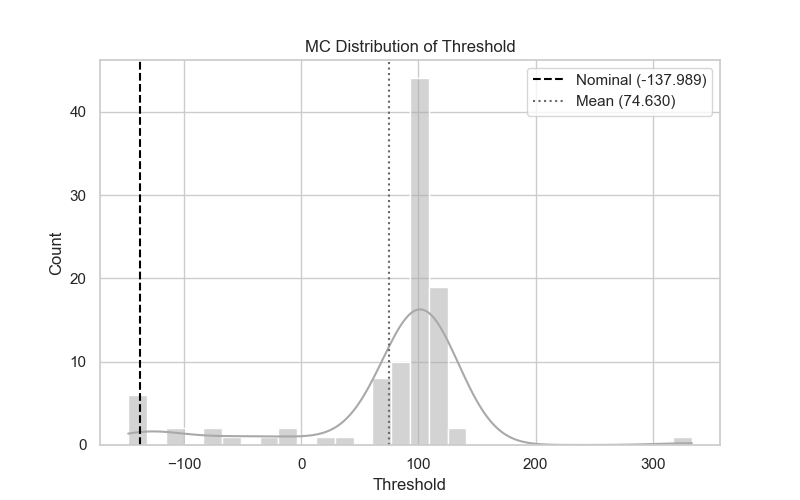 MC Distribution of Threshold
Nominal (-137.989)
Mean (74.630)
Count
40
30
20
10
0
−100
0
100
200
300
Threshold